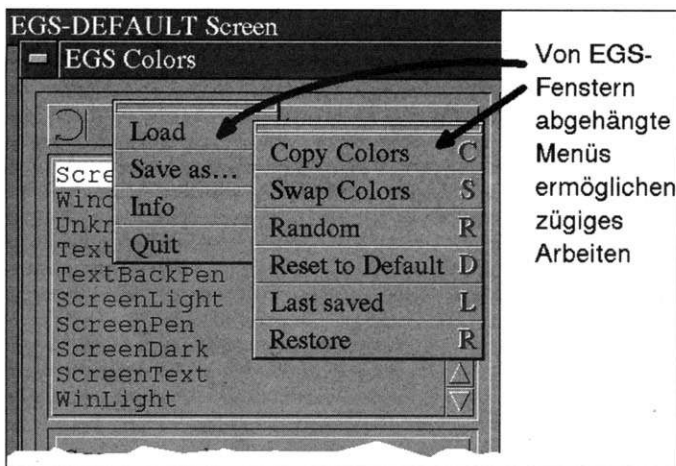 EGS-DEFAULT Screen
EGS Colors
Load
Save as...
Info
Quit
Copy Colors C
Swap Colors S
Random R
Reset to Default D
Last saved L
Restore R
Scre
Wind
Unkn
Text
TextBackPen
ScreenLight
ScreenPen
ScreenDark
ScreenText
WinLight
Von EGS-
Fenstern
abgehängte
Menüs
ermöglichen
zügiges
Arbeiten